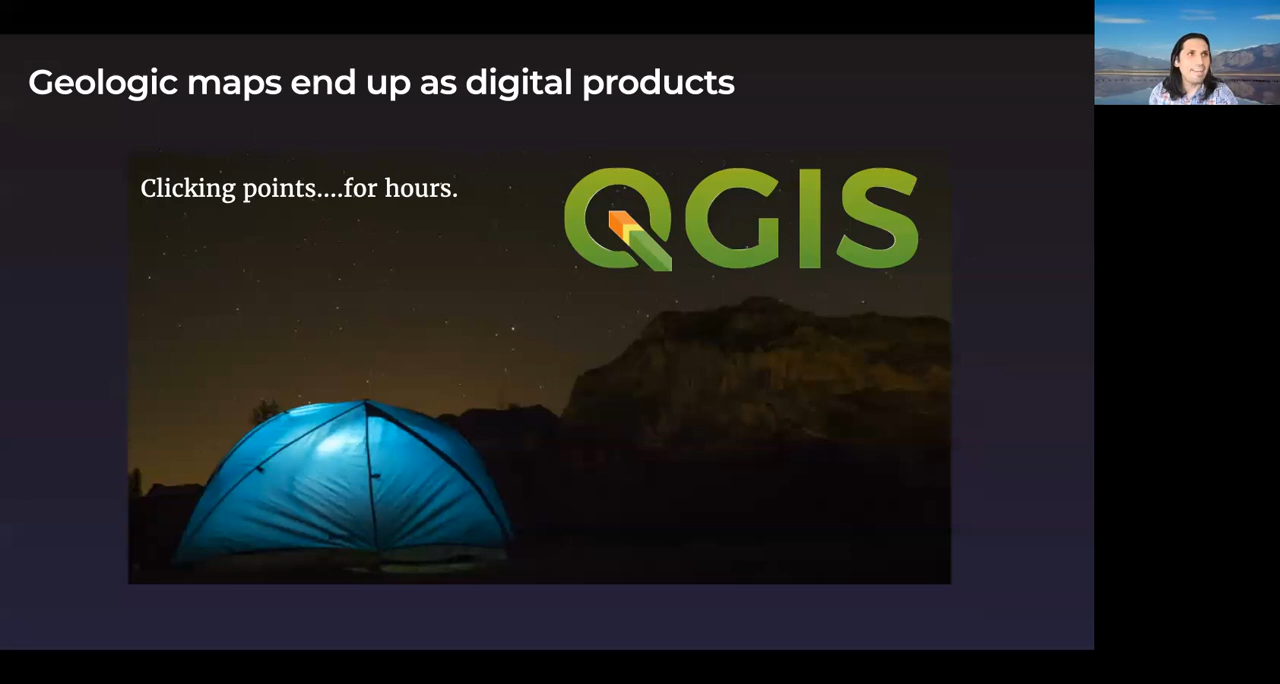 Geologic maps end up as digital products
Clicking points....for hours.
QGIS